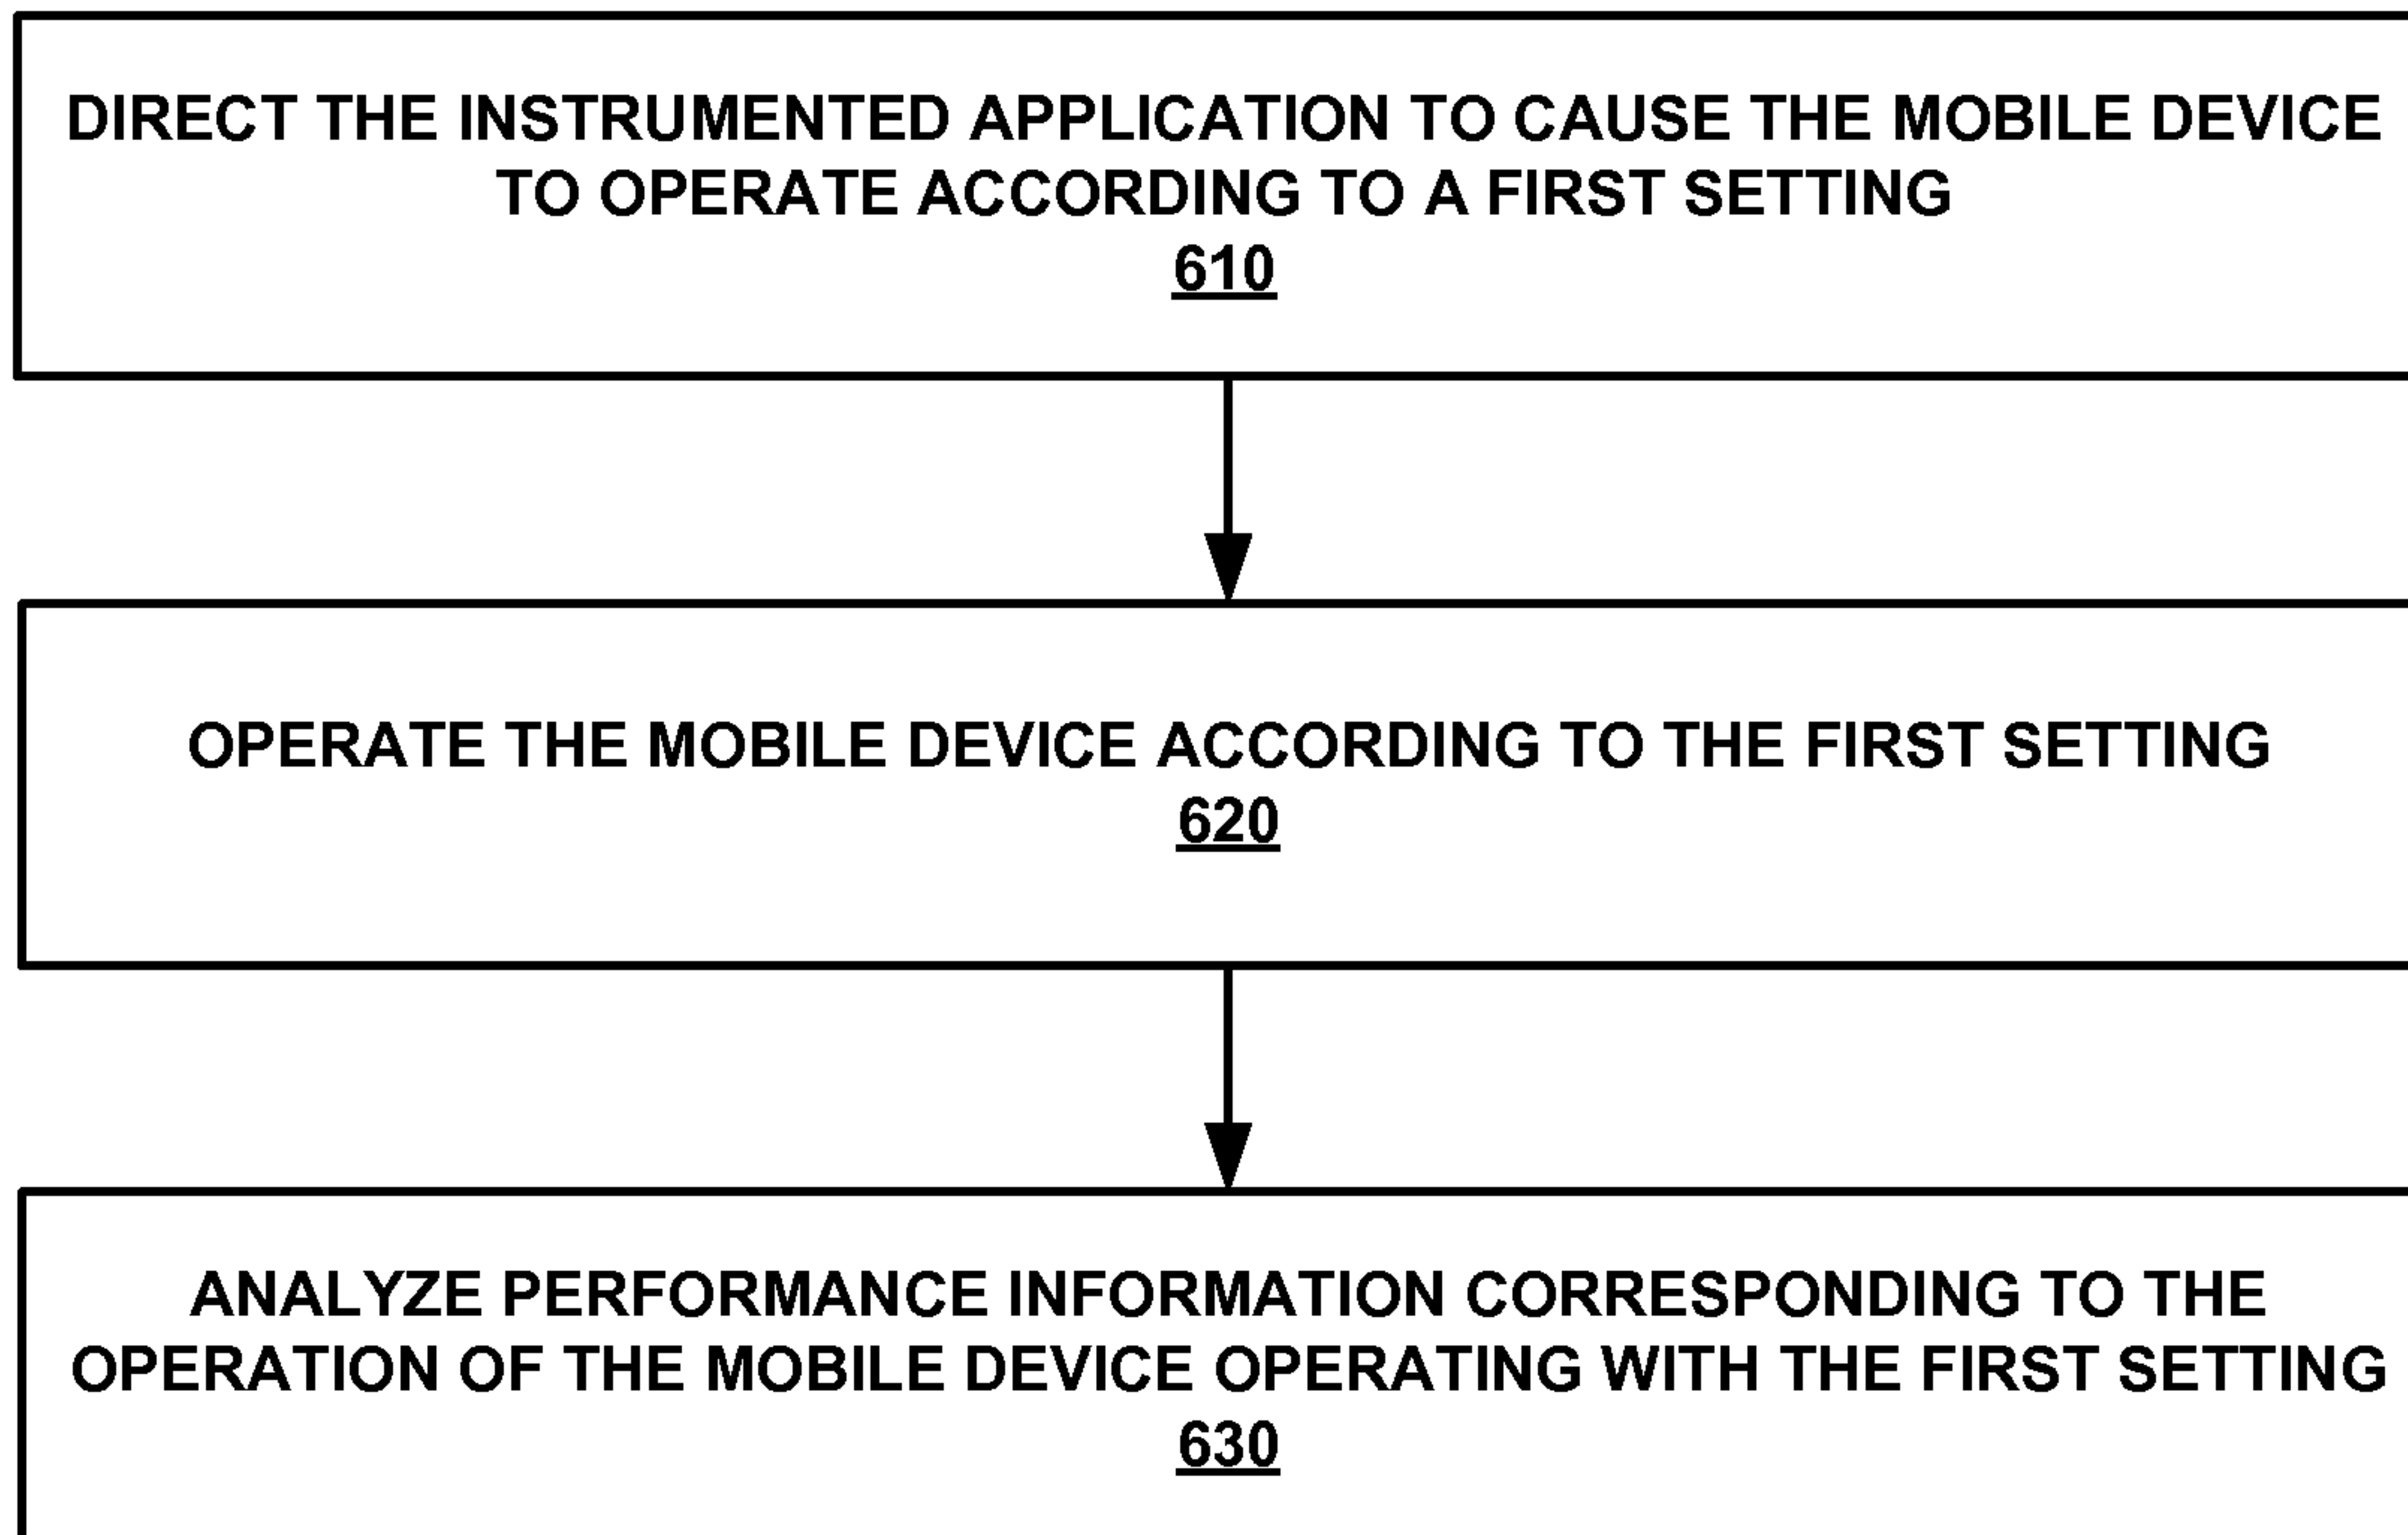 DIRECT THE INSTRUMENTED APPLICATION TO CAUSE THE MOBILE DEVICE
TO OPERATE ACCORDING TO A FIRST SETTING
610
OPERATE THE MOBILE DEVICE ACCORDING TO THE FIRST SETTING
620
ANALYZE PERFORMANCE INFORMATION CORRESPONDING TO THE
OPERATION OF THE MOBILE DEVICE OPERATING WITH THE FIRST SETTING
630